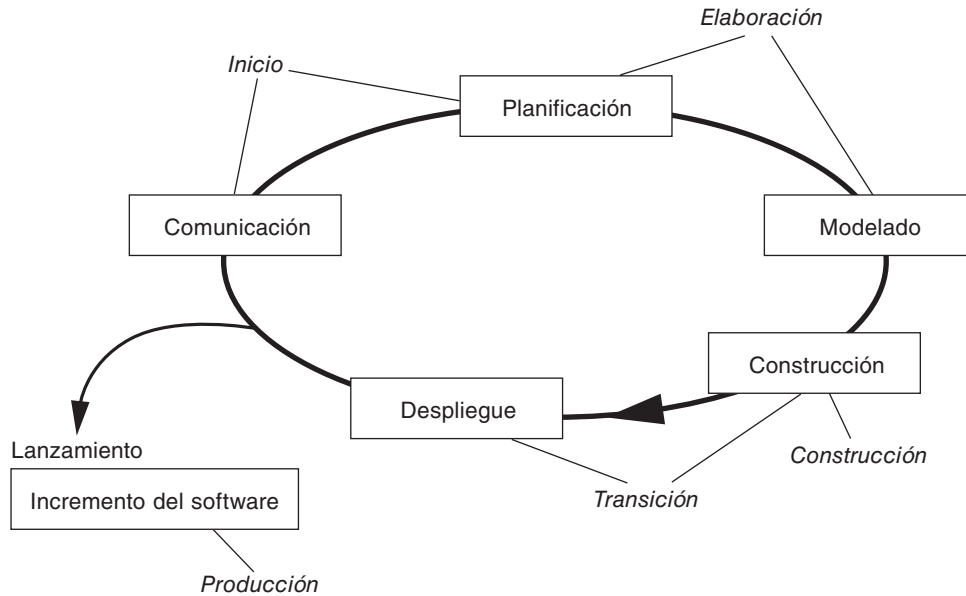 Elaboración
Inicio
Planificación
Comunicación
Modelado
Construcción
Despliegue
Lanzamiento
Construcción
Incremento del software
Transición
Producción